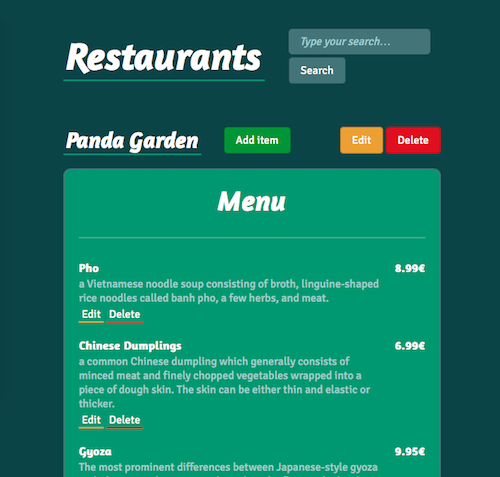 Restaurants
Type your search...
Search
Panda Garden
Add item
Edit
Delete
Menu
Pho 8.99€
a Vietnamese noodle soup consisting of broth, linguine-shaped
rice noodles called banh pho, a few herbs, and meat.
Edit Delete
Chinese Dumplings 6.99€
a common Chinese dumpling which generally consists of
minced meat and finely chopped vegetables wrapped into a
piece of dough skin. The skin can be either thin and elastic or
thicker.
Edit Delete
Gyoza 9.95€
The most prominent differences between Japanese-style gyoza